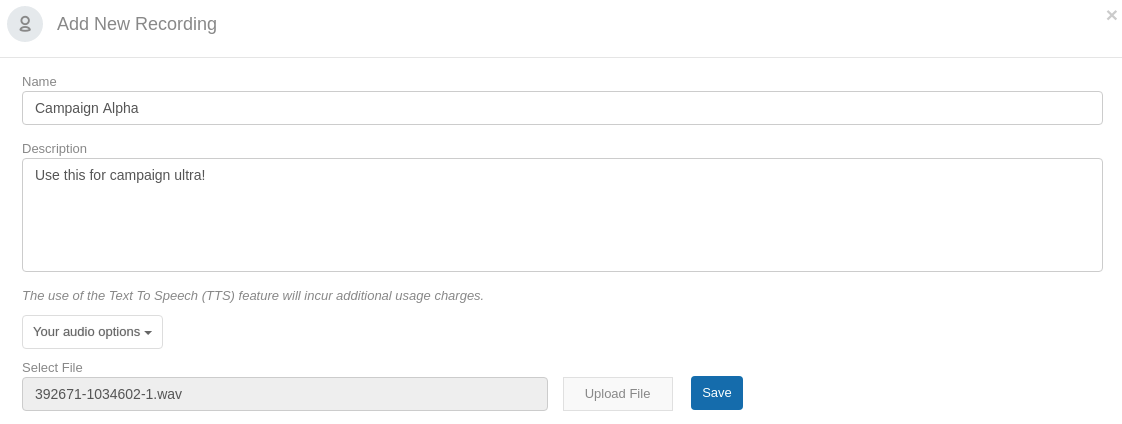 Add New Recording
×
Name
Campaign Alpha
Description
Use this for campaign ultra!
The use of the Text To Speech (TTS) feature will incur additional usage charges.
Your audio options
Select File
392671-1034602-1.wav
Upload File
Save